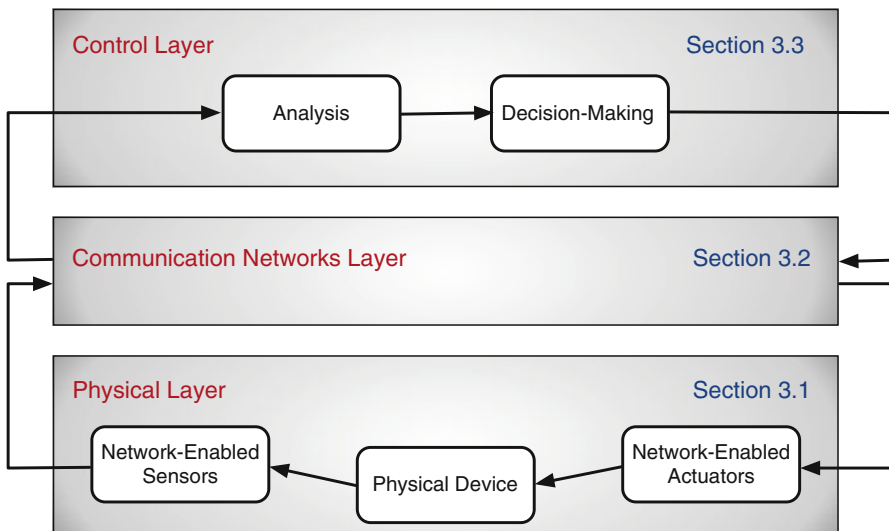 Control Layer
Section 3.3
Analysis
Decision-Making
Communication Networks Layer
Section 3.2
Physical Layer
Section 3.1
Network-Enabled
Sensors
Physical Device
Network-Enabled
Actuators